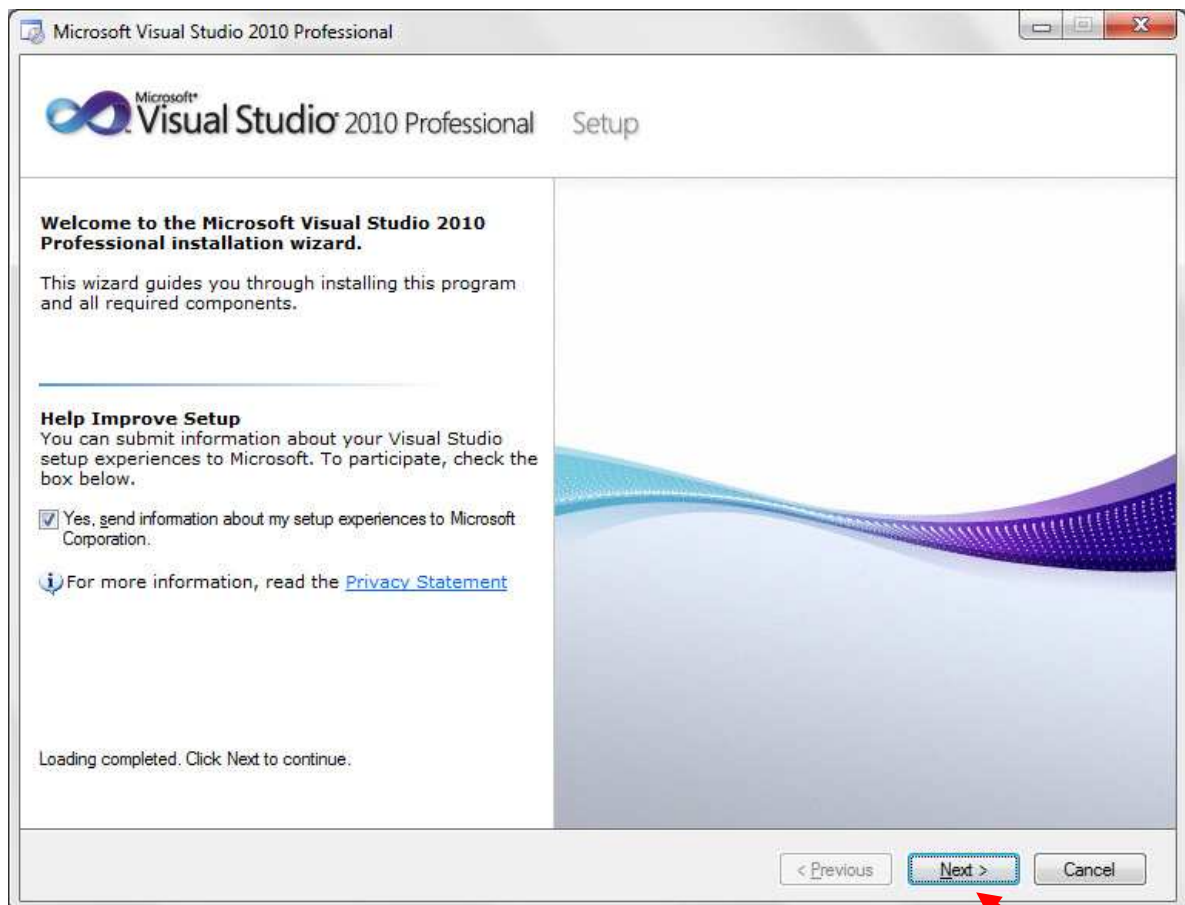 Microsoft Visual Studio 2010 Professional
Microsoft®
Visual Studio 2010 Professional Setup
Welcome to the Microsoft Visual Studio 2010
Professional installation wizard.
This wizard guides you through installing this program
and all required components.
Help Improve Setup
You can submit information about your Visual Studio
setup experiences to Microsoft. To participate, check the
box below.
Yes, send information about my setup experiences to Microsoft
Corporation.
For more information, read the Privacy Statement
Loading completed. Click Next to continue.
< Previous Next > Cancel